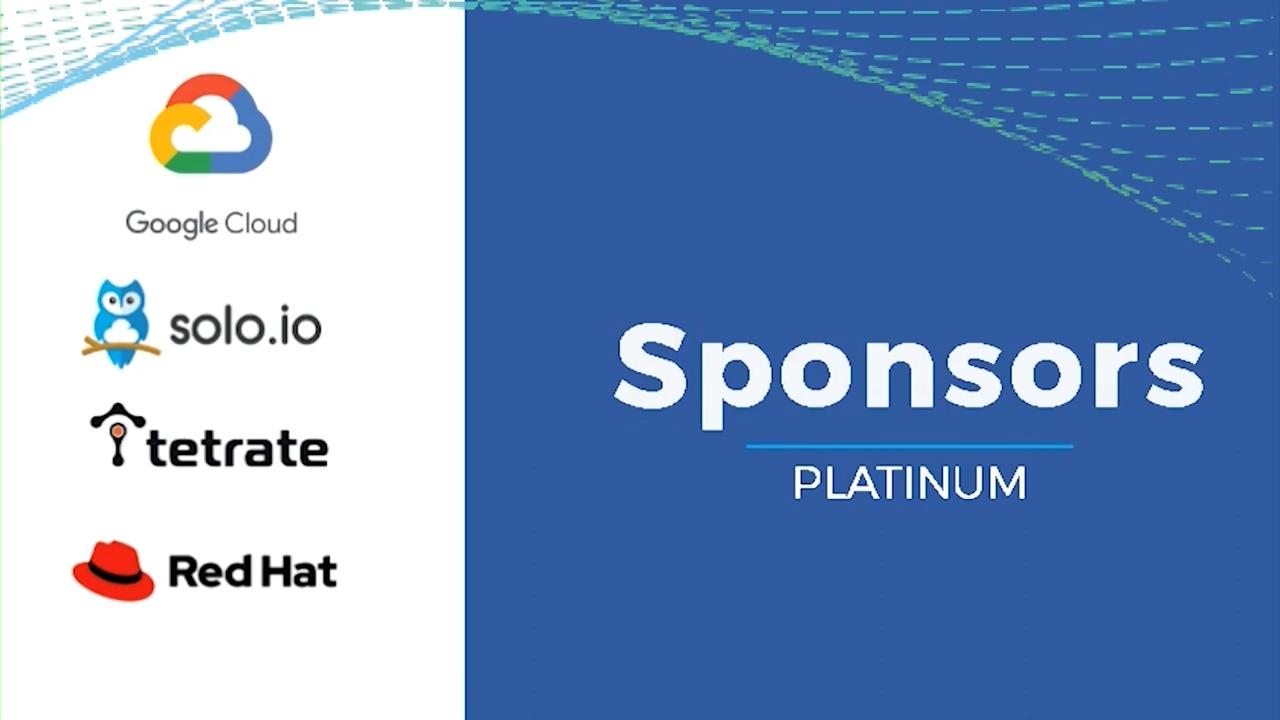 Google Cloud
solo.io
tetrate
Red Hat
Sponsors
PLATINUM